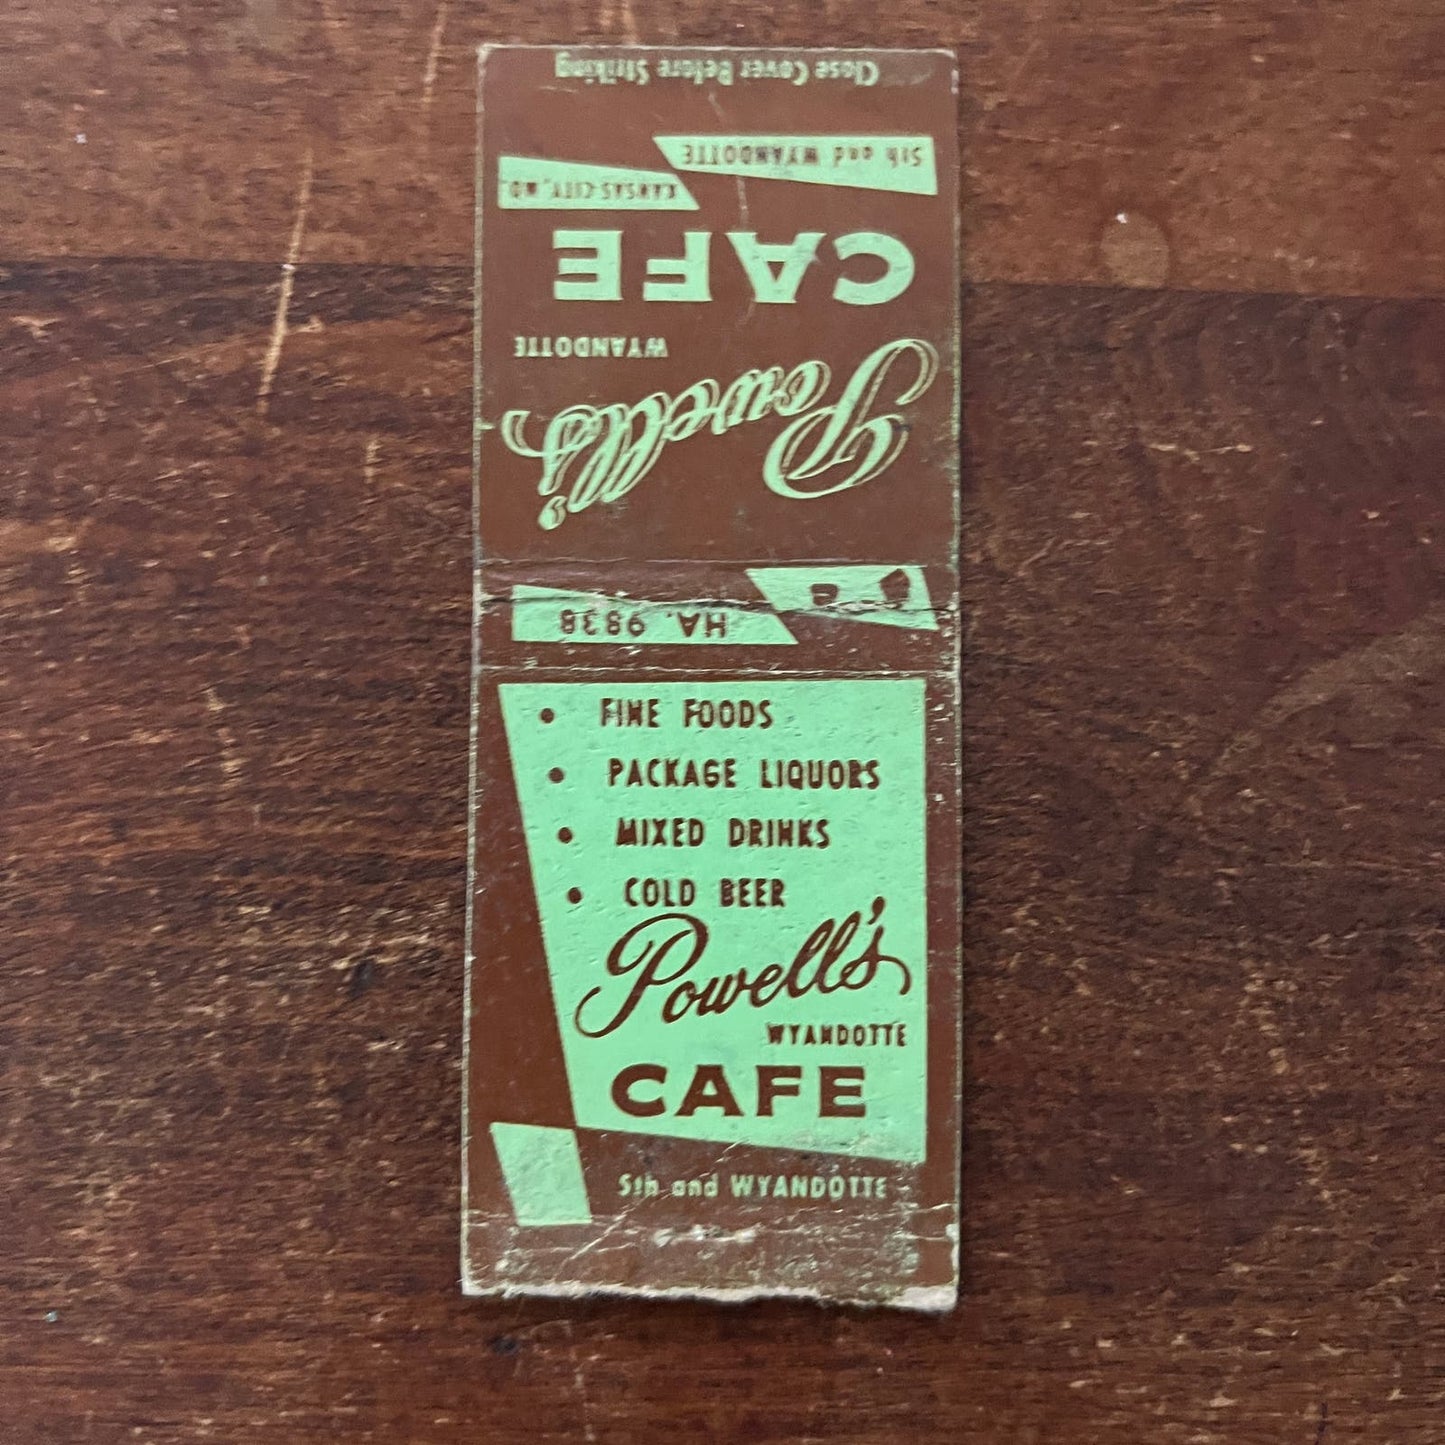 Close Cover Before Striking
5th and WYANDOTTE
KANSAS CITY, MO.
CAFE
WYANDOTTE
Powell's
HA. 9838
• FINE FOODS
• PACKAGE LIQUORS
• MIXED DRINKS
• COLD BEER
Powell's
WYANDOTTE
CAFE
5th and WYANDOTTE